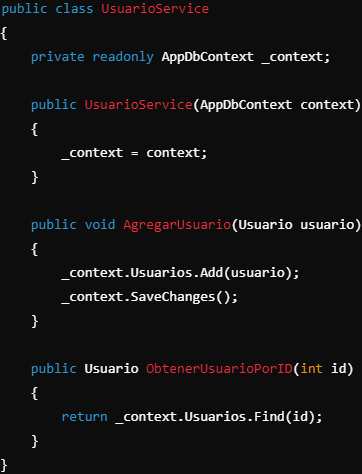 public class UsuarioService
{
    private readonly AppDbContext _context;

    public UsuarioService(AppDbContext context)
    {
        _context = context;
    }

    public void AgregarUsuario(Usuario usuario)
    {
        _context.Usuarios.Add(usuario);
        _context.SaveChanges();
    }

    public Usuario ObtenerUsuarioPorID(int id)
    {
        return _context.Usuarios.Find(id);
    }
}